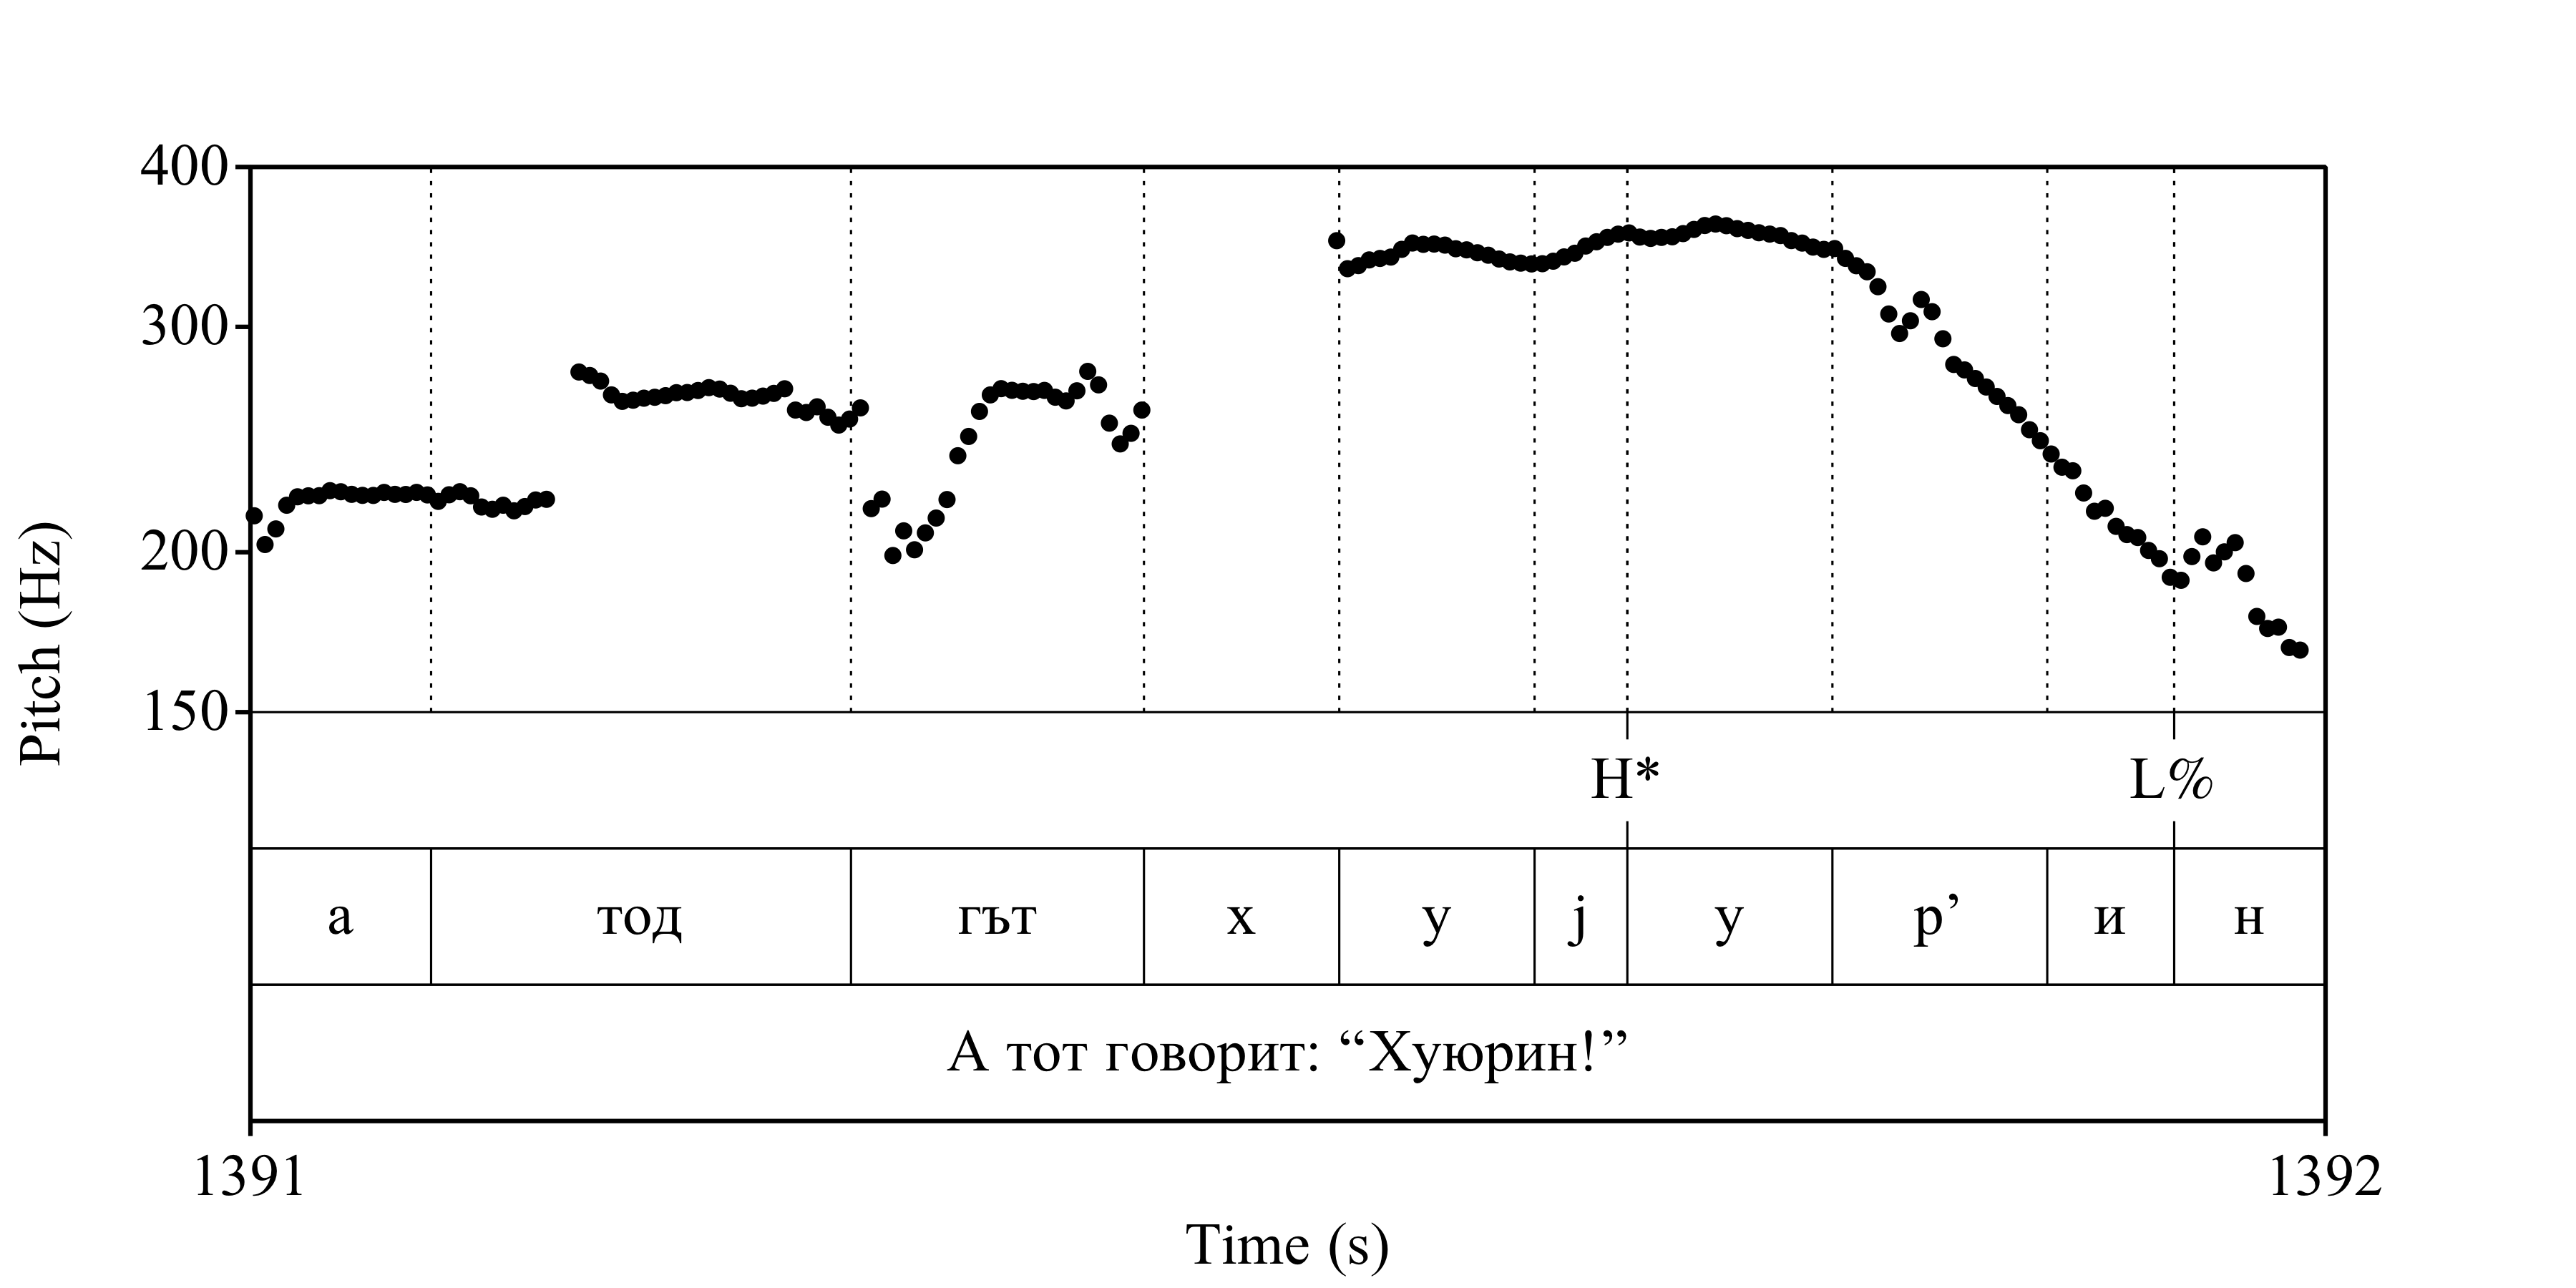 400
300
200
150
Pitch (Hz)
H* L%
а тод гът х у j у р’ и н
А тот говорит: “Хуюрин!”
1391 1392
Time (s)